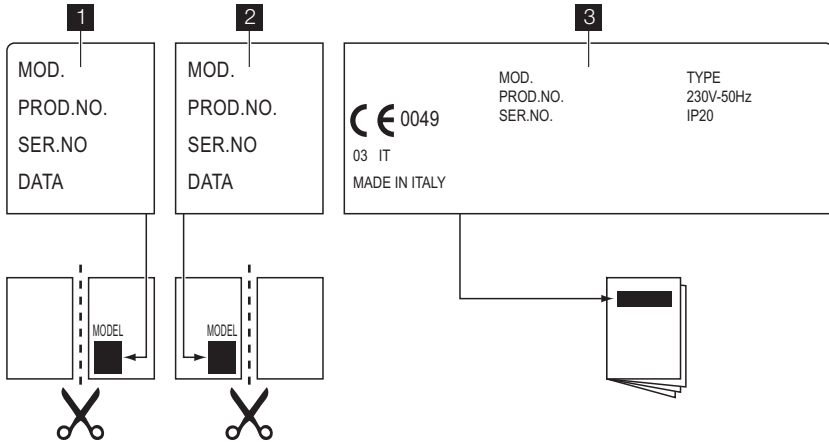 1
MOD.
PROD.NO.
SER.NO
DATA
2
MOD.
PROD.NO.
SER.NO
DATA
3
MOD.
PROD.NO.
SER.NO.
TYPE
230V-50Hz
IP20
CE 0049
03 IT
MADE IN ITALY
MODEL
MODEL